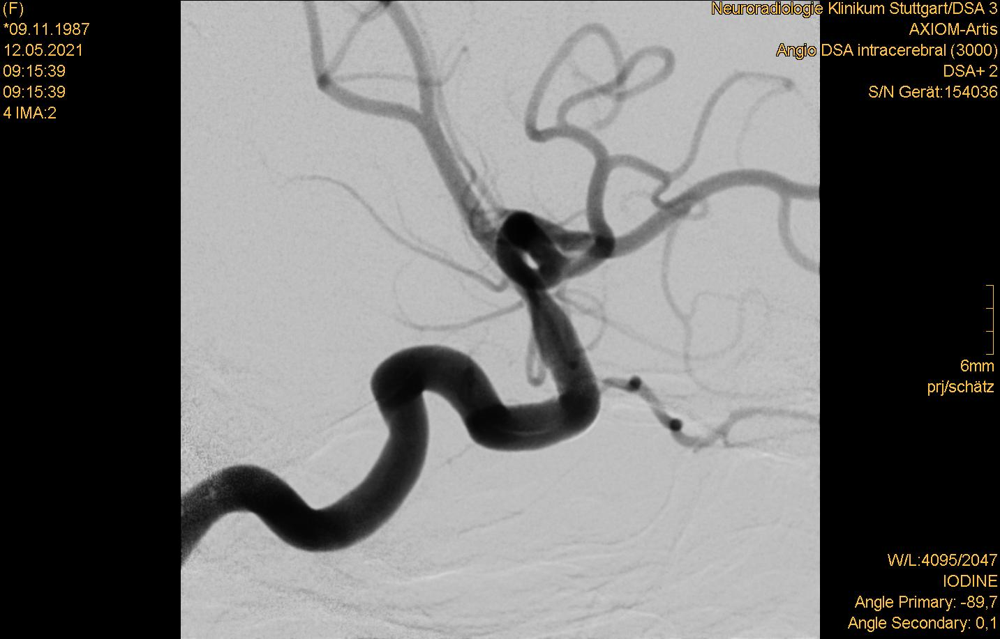 (F)
*09.11.1987
12.05.2021
09:15:39
09:15:39
4 IMA:2
Neuroradiologie Klinikum Stuttgart/DSA 3
AXIOM-Artis
Angio DSA intracerebral (3000)
DSA+ 2
S/N Gerät:154036
6mm
prj/schätz
W/L:4095/2047
IODINE
Angle Primary: -89,7
Angle Secondary: 0,1